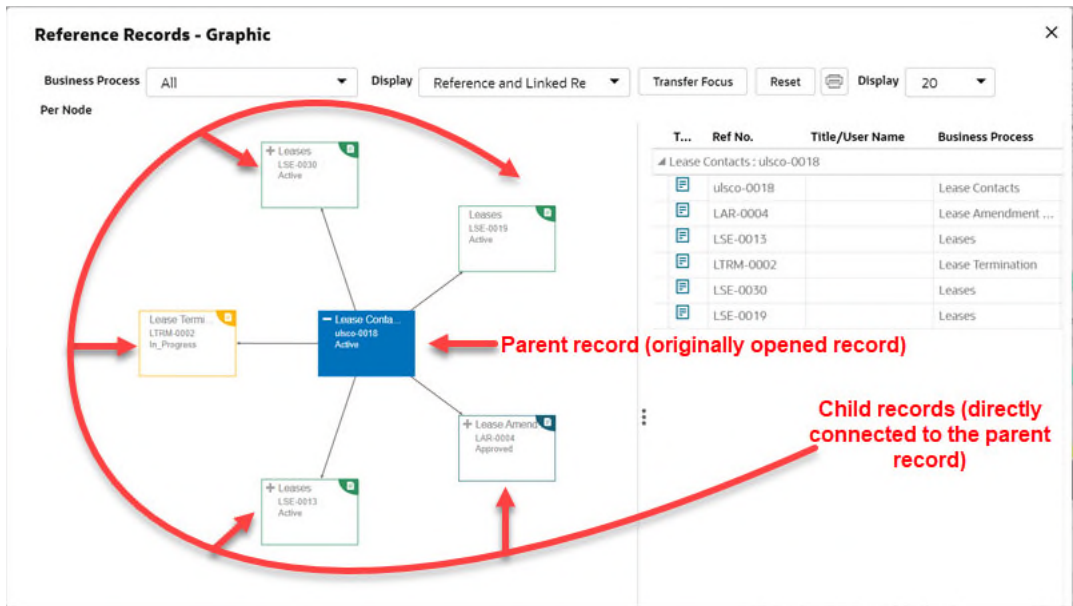 Reference Records - Graphic
Business Process All Display Reference and Linked Re Transfer Focus Reset Display 20
Per Node
+ Leases
LSE-0030
Active
Leases
LSE-0019
Active
Lease Termi...
LTRM-0002
In_Progress
Lease Conta...
ulsco-0018
Active
+ Lease Amend
LAR-0004
Approved
+ Leases
LSE-0013
Active
T... Ref No. Title/User Name Business Process
Lease Contacts : ulsco-0018
ulsco-0018 Lease Contacts
LAR-0004 Lease Amendment ...
LSE-0013 Leases
LTRM-0002 Lease Termination
LSE-0030 Leases
LSE-0019 Leases
Parent record (originally opened record)
Child records (directly
connected to the parent
record)